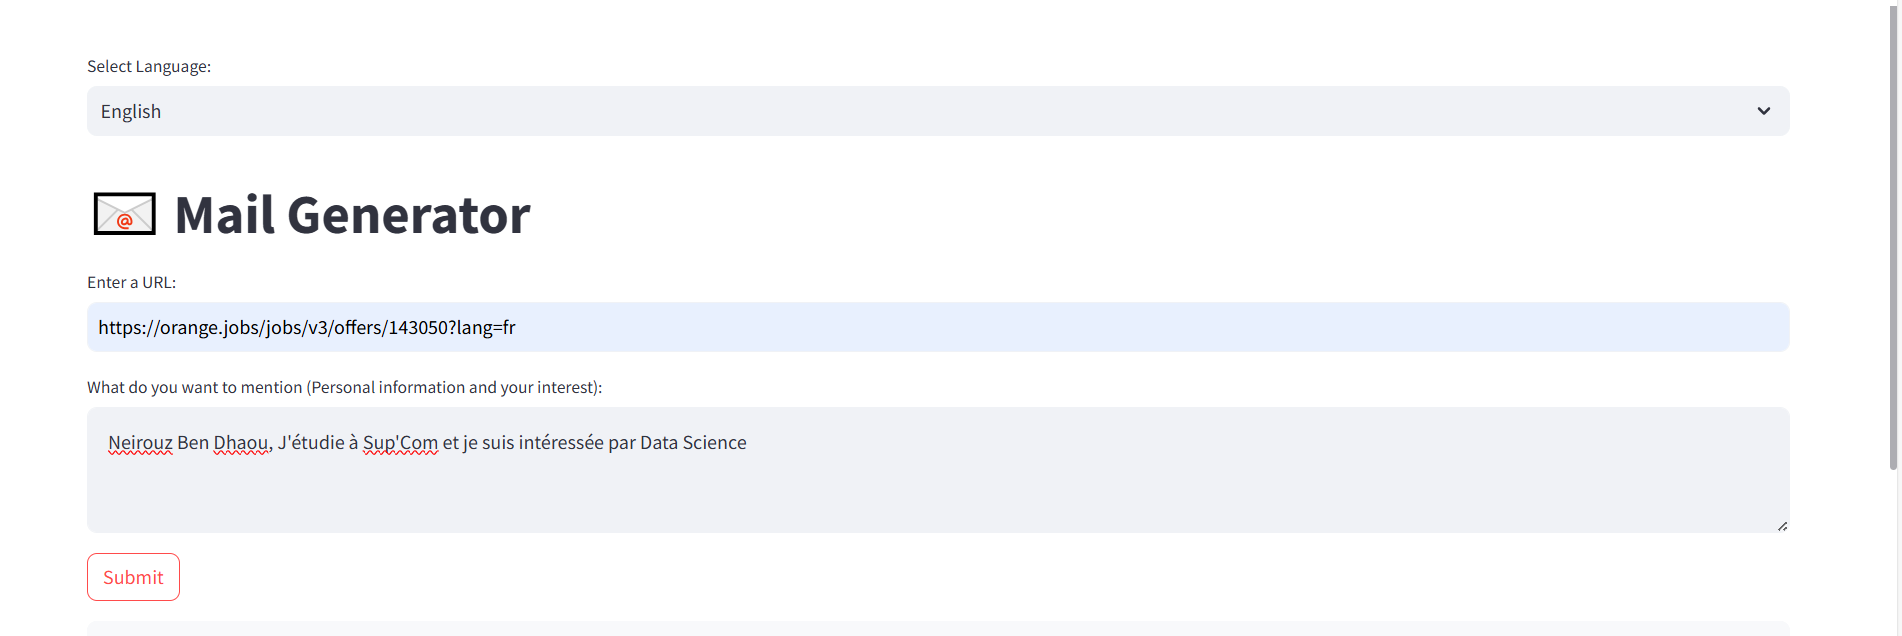 Select Language:
English
Mail Generator
Enter a URL:
https://orange.jobs/jobs/v3/offers/143050?lang=fr
What do you want to mention (Personal information and your interest):
Neirouz Ben Dhaou, J'étudie à Sup'Com et je suis intéressée par Data Science
Submit